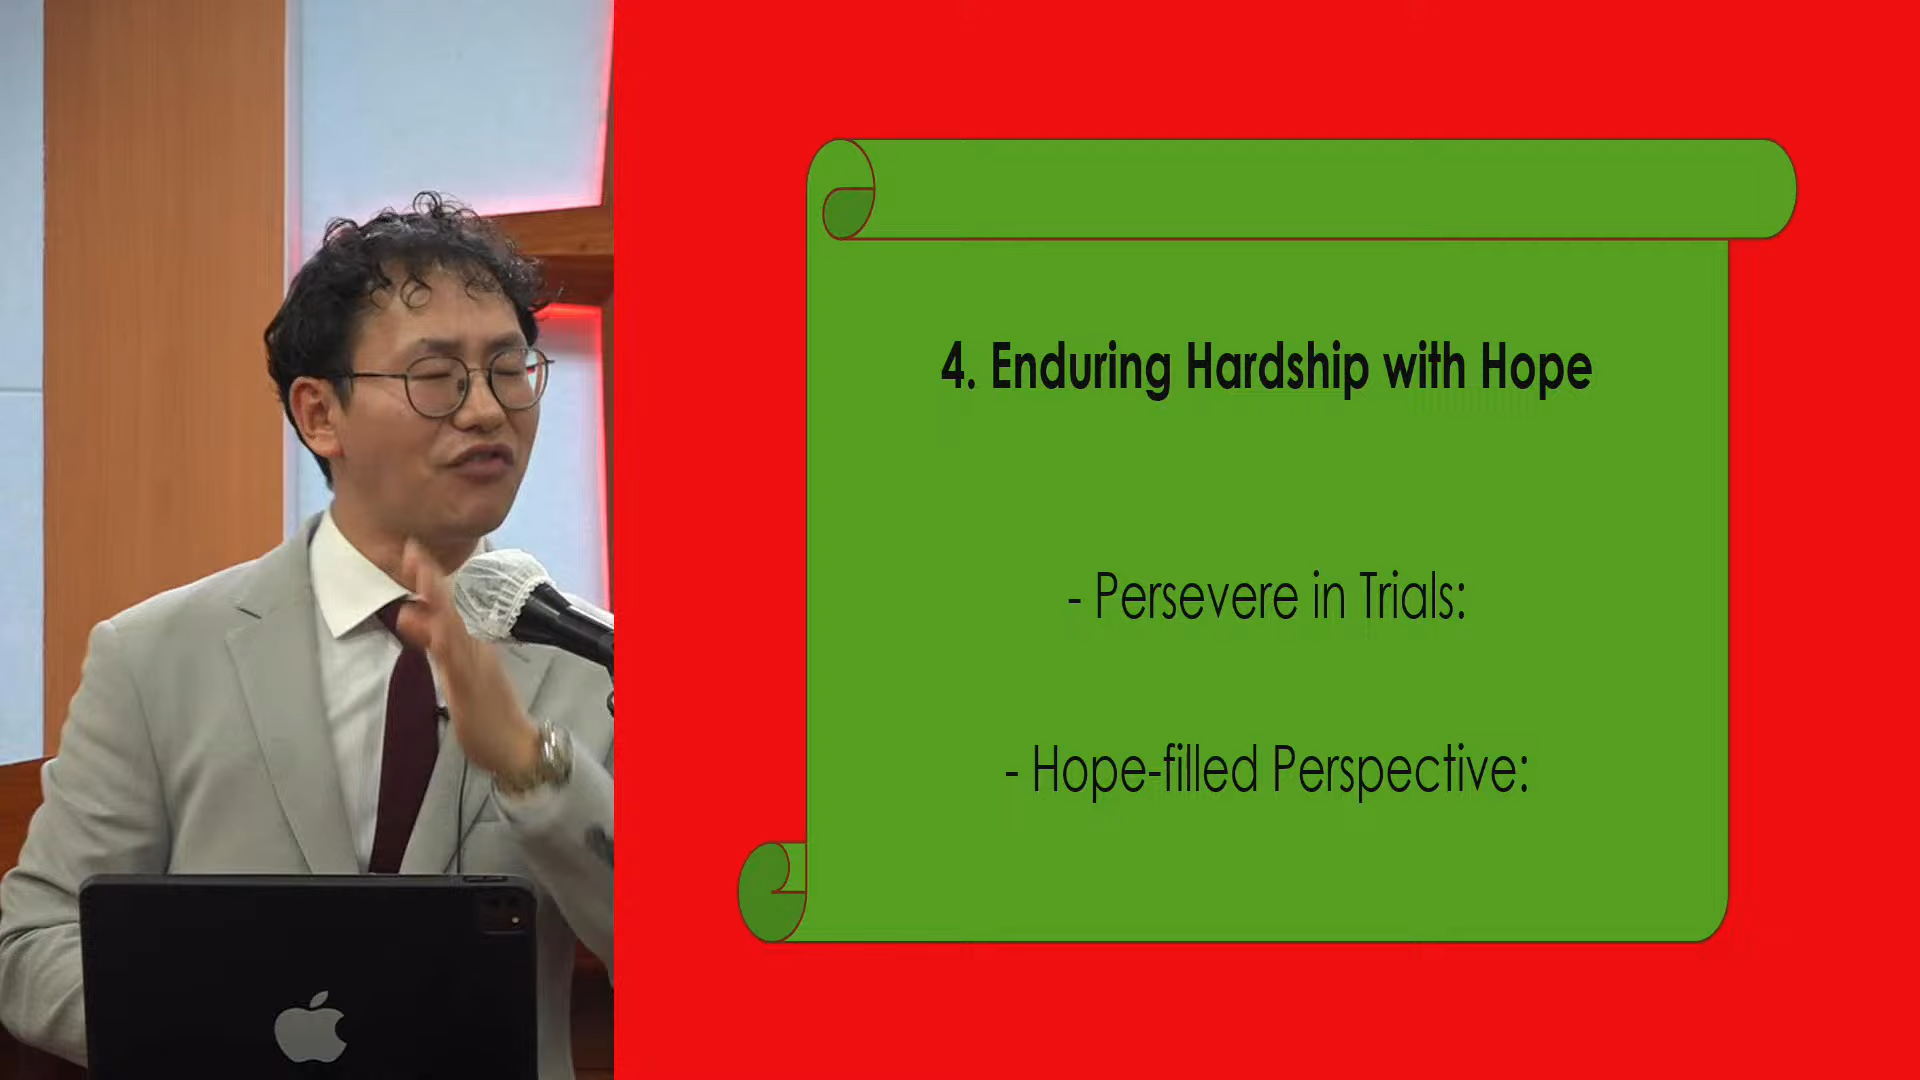 4. Enduring Hardship with Hope
- Persevere in Trials:
- Hope-filled Perspective: